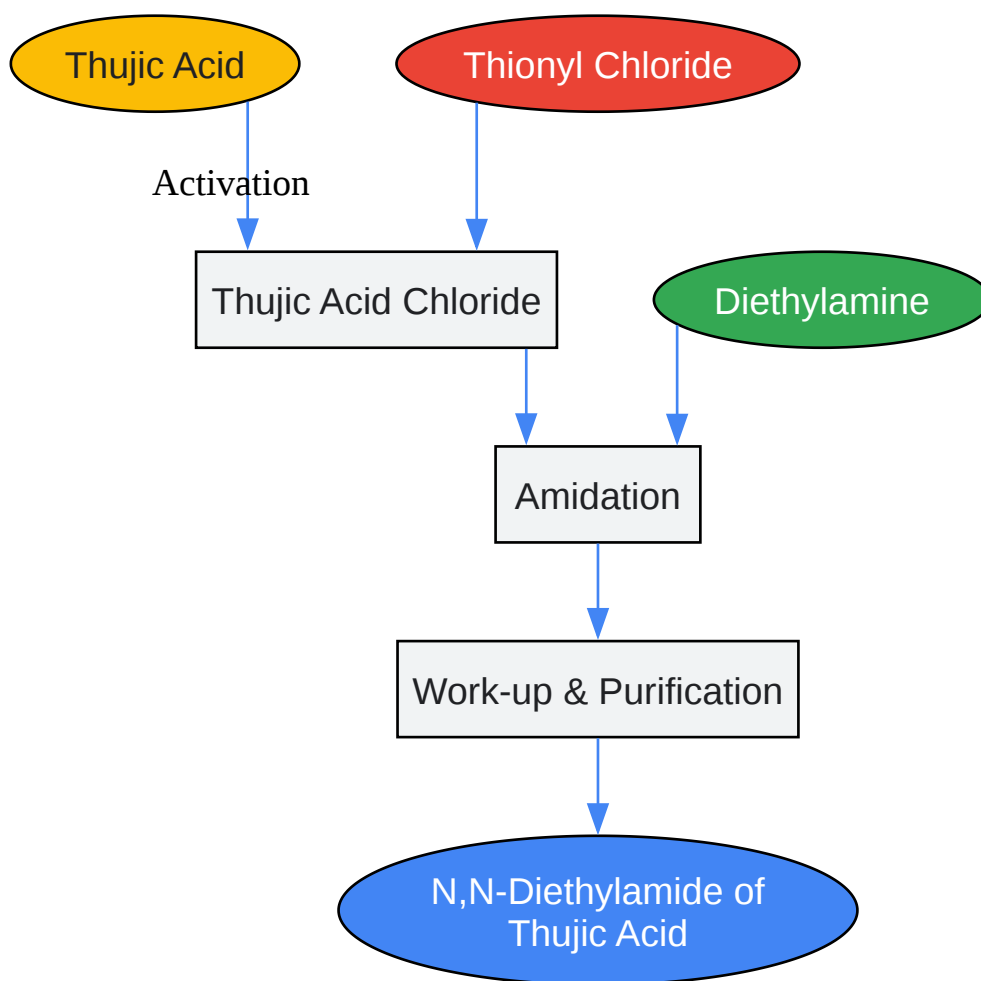 Thujic Acid
Thionyl Chloride
Activation
Thujic Acid Chloride
Diethylamine
Amidation
Work-up & Purification
N,N-Diethylamide of
Thujic Acid